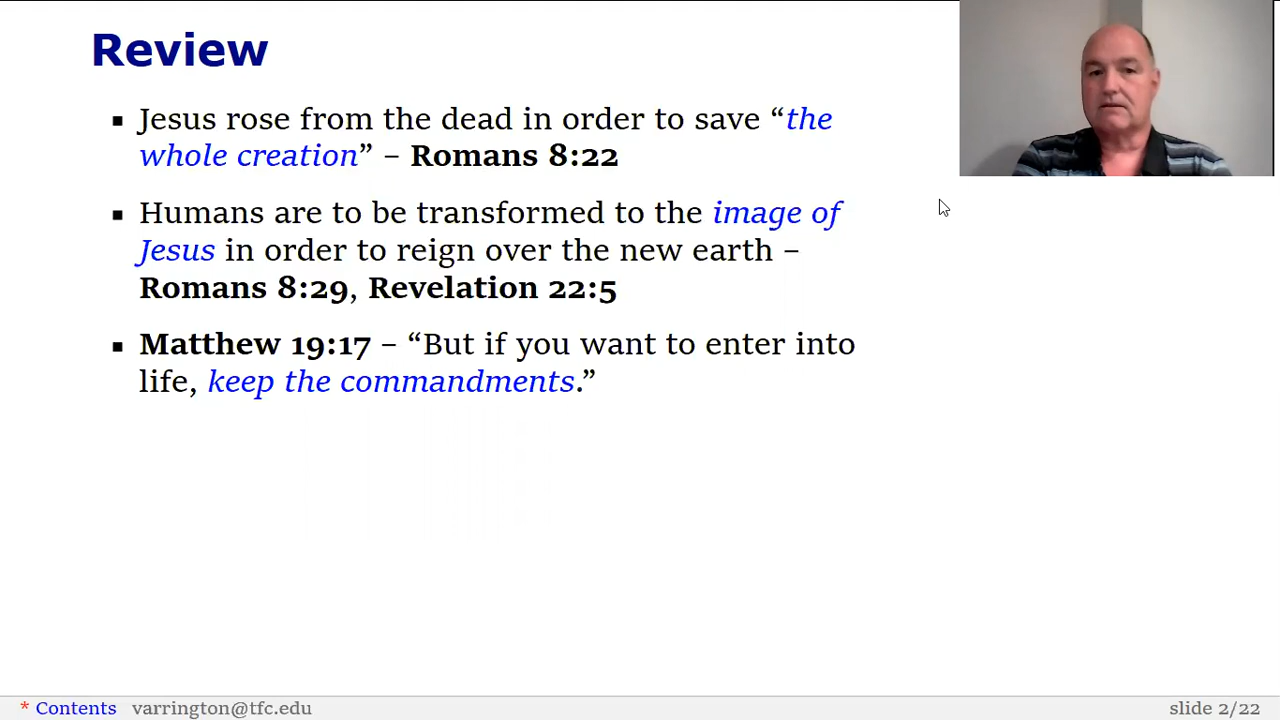 Review
▪ Jesus rose from the dead in order to save “the
whole creation” – Romans 8:22
▪ Humans are to be transformed to the image of
Jesus in order to reign over the new earth –
Romans 8:29, Revelation 22:5
▪ Matthew 19:17 – “But if you want to enter into
life, keep the commandments.”
* Contents varrington@tfc.edu slide 2/22